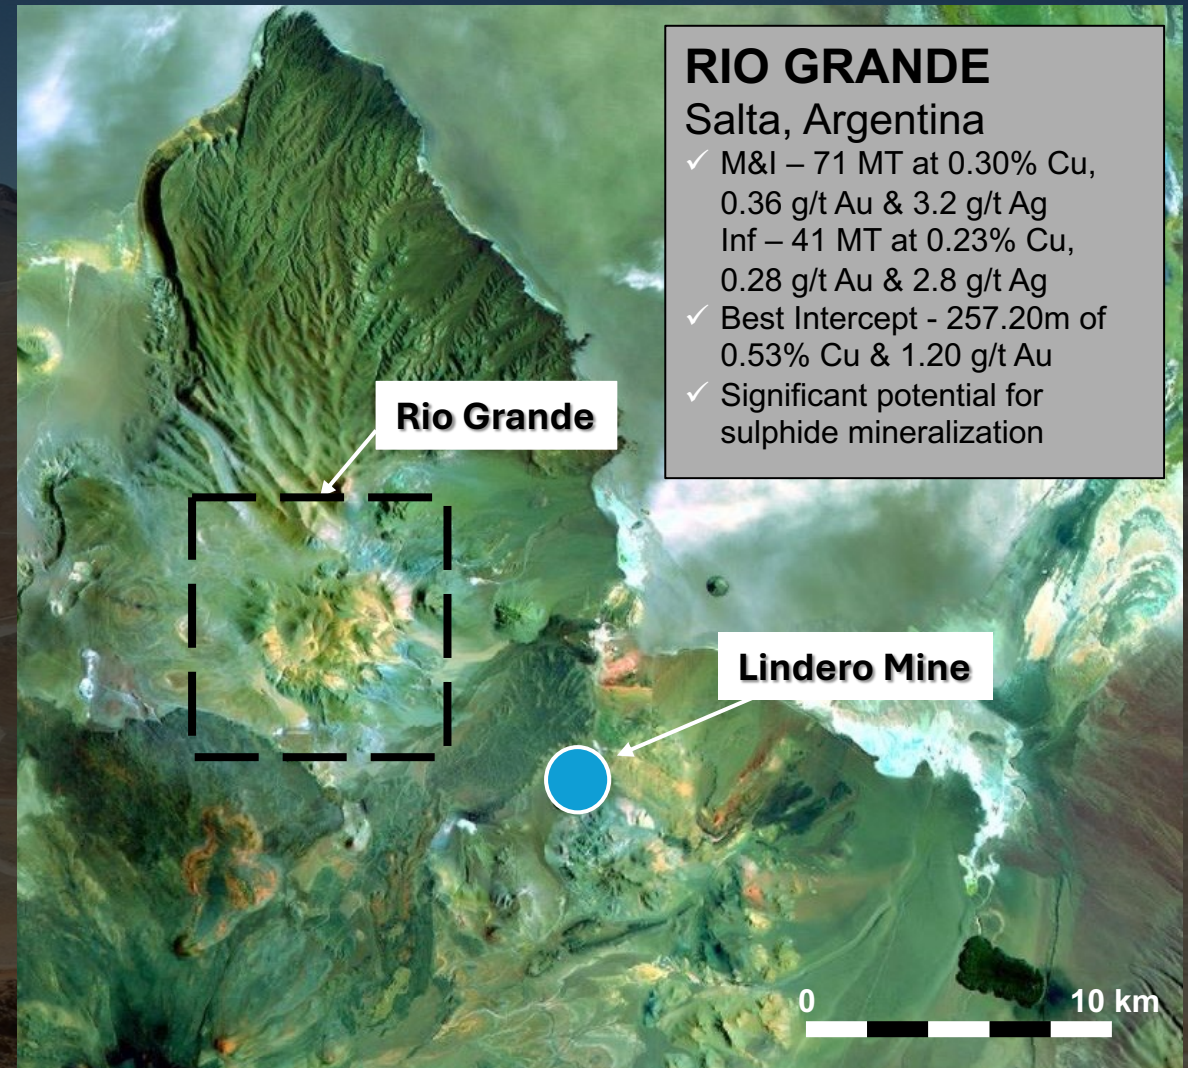 RIO GRANDE
Salta, Argentina
✓ M&I – 71 MT at 0.30% Cu,
0.36 g/t Au & 3.2 g/t Ag
Inf – 41 MT at 0.23% Cu,
0.28 g/t Au & 2.8 g/t Ag
✓ Best Intercept - 257.20m of
0.53% Cu & 1.20 g/t Au
✓ Significant potential for
sulphide mineralization
Rio Grande
Lindero Mine
0 10 km